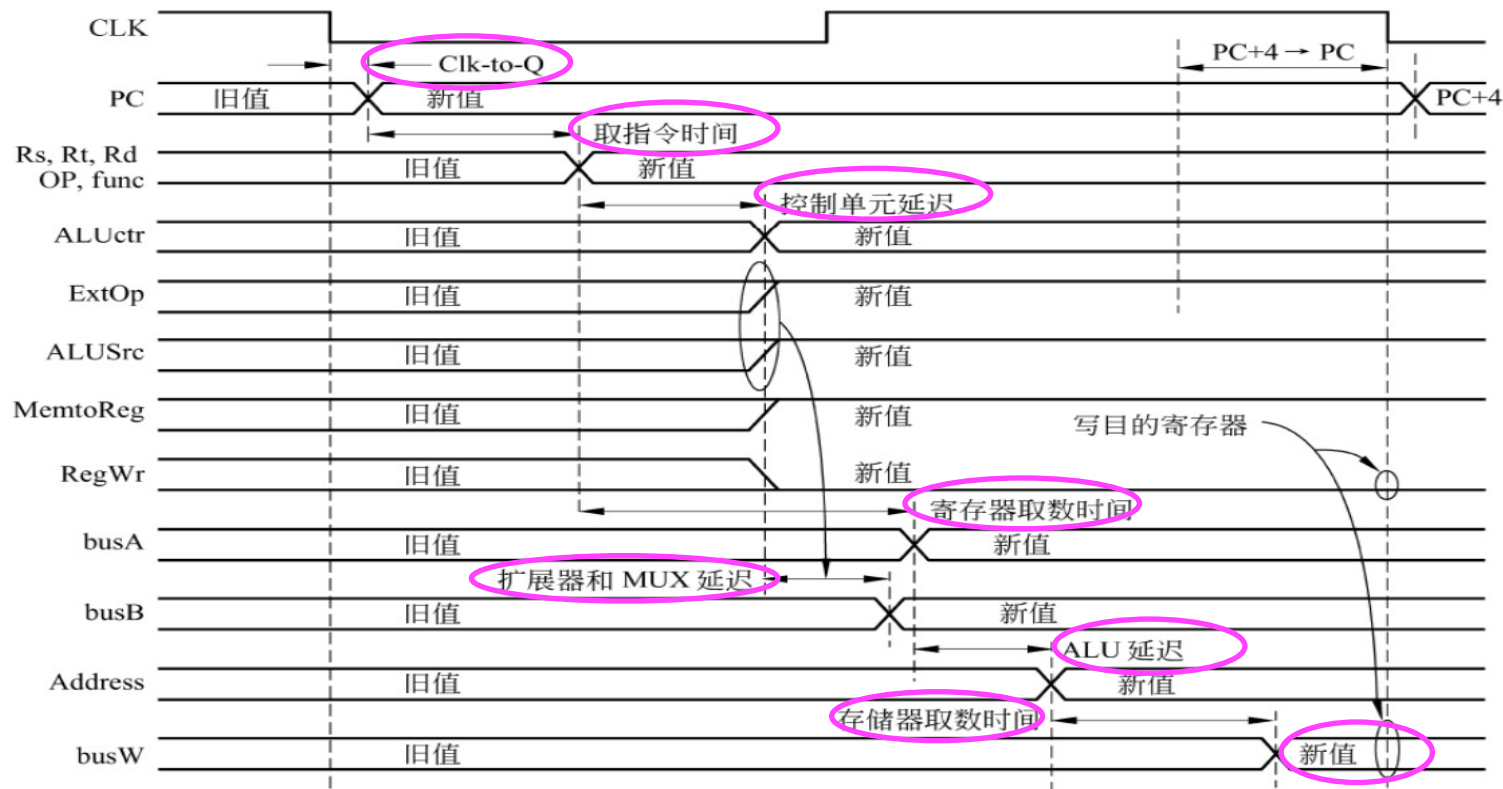 CLK
Clk-to-Q
PC+4 → PC
PC 旧值 新值 PC+4
取指令时间
Rs, Rt, Rd
OP, func 旧值 新值
控制单元延迟
ALUctr 旧值 新值
ExtOp 旧值 新值
ALUSrc 旧值 新值
MemtoReg 旧值 新值
写目的寄存器
RegWr 旧值 新值
寄存器取数时间
busA 旧值 新值
扩展器和 MUX 延迟
busB 旧值 新值
ALU 延迟
Address 旧值 新值
存储器取数时间
busW 旧值 新值